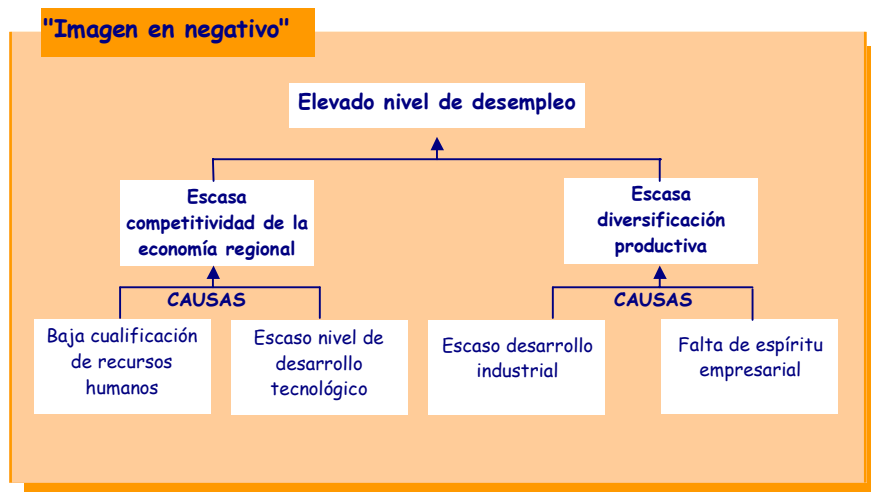 "Imagen en negativo"
Elevado nivel de desempleo
Escasa
competitividad de la
economía regional
Escasa
diversificación
productiva
CAUSAS
CAUSAS
Baja cualificación
de recursos
humanos
Escaso nivel de
desarrollo
tecnológico
Escaso desarrollo
industrial
Falta de espíritu
empresarial